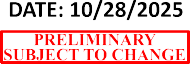 DATE: 10/28/2025
PRELIMINARY
SUBJECT TO CHANGE